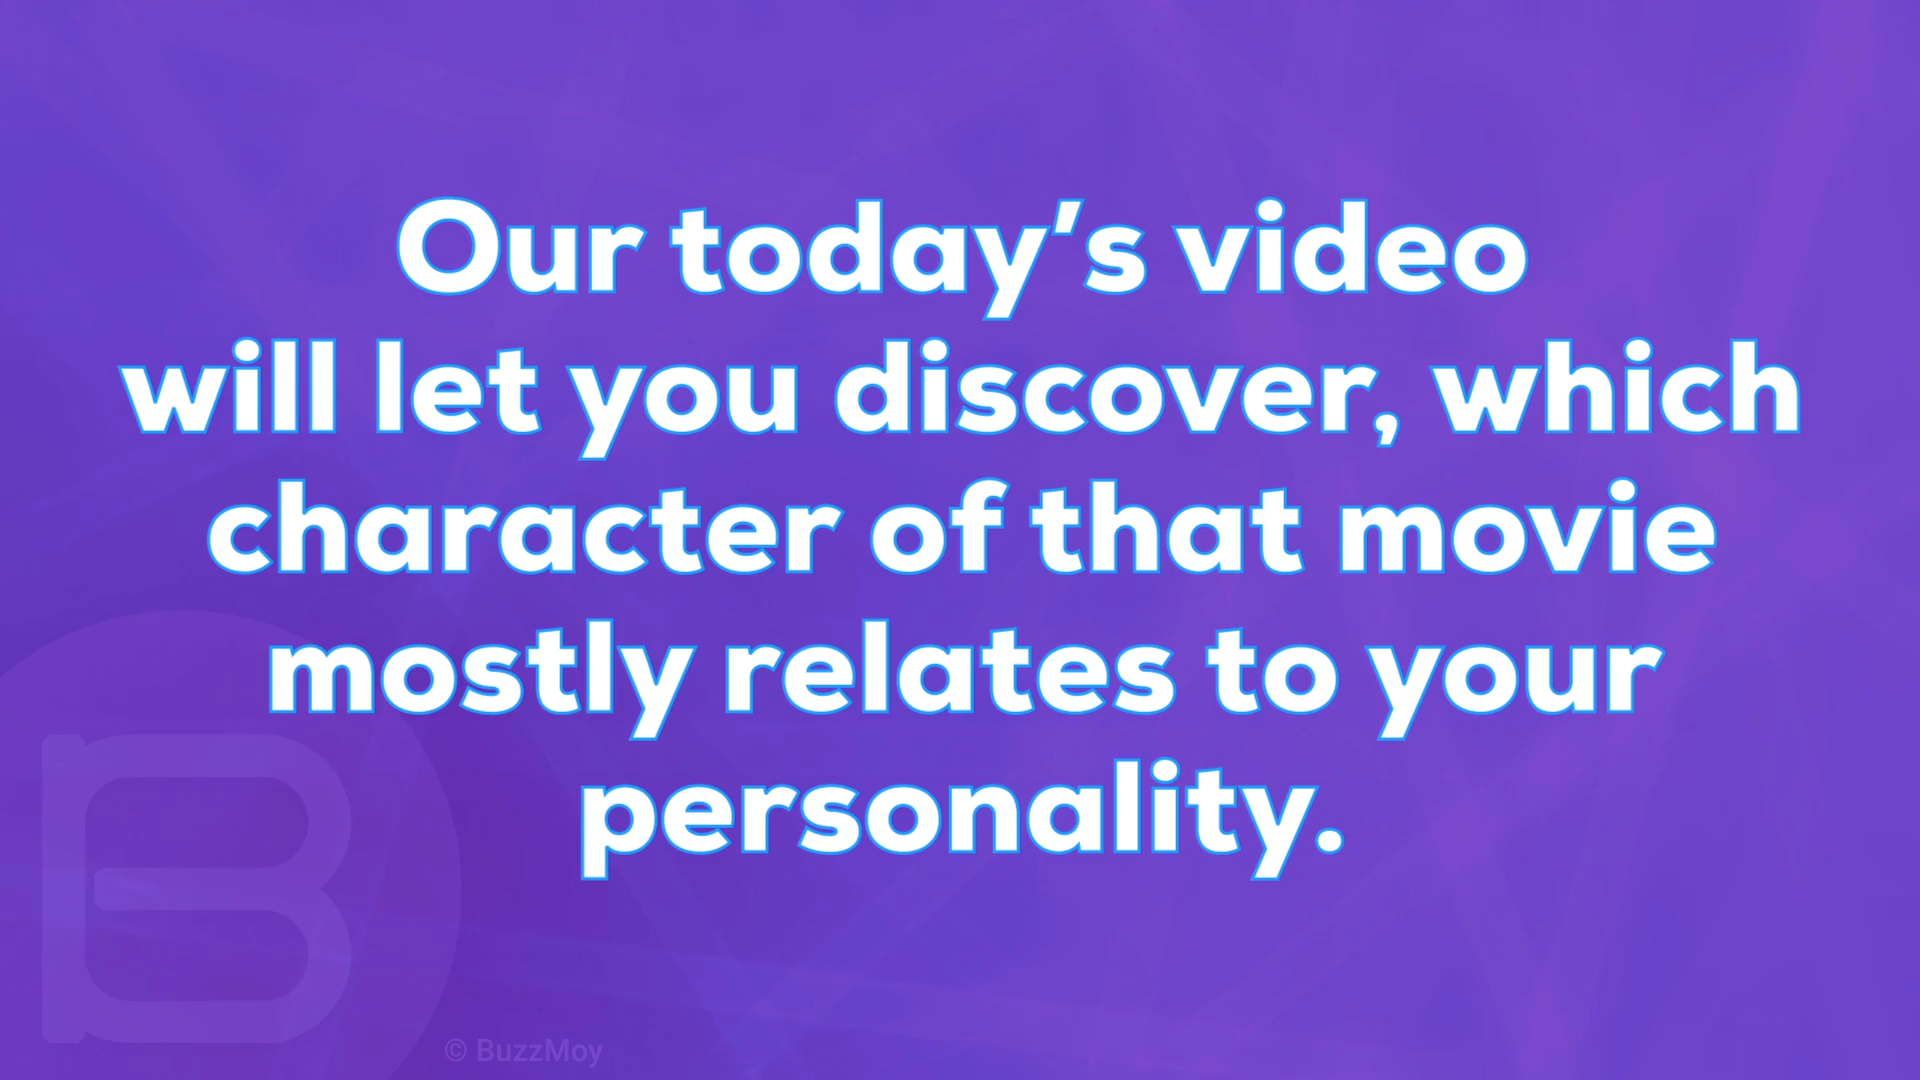 Our today’s video
will let you discover, which
character of that movie
mostly relates to your
personality.
B
© BuzzMoy